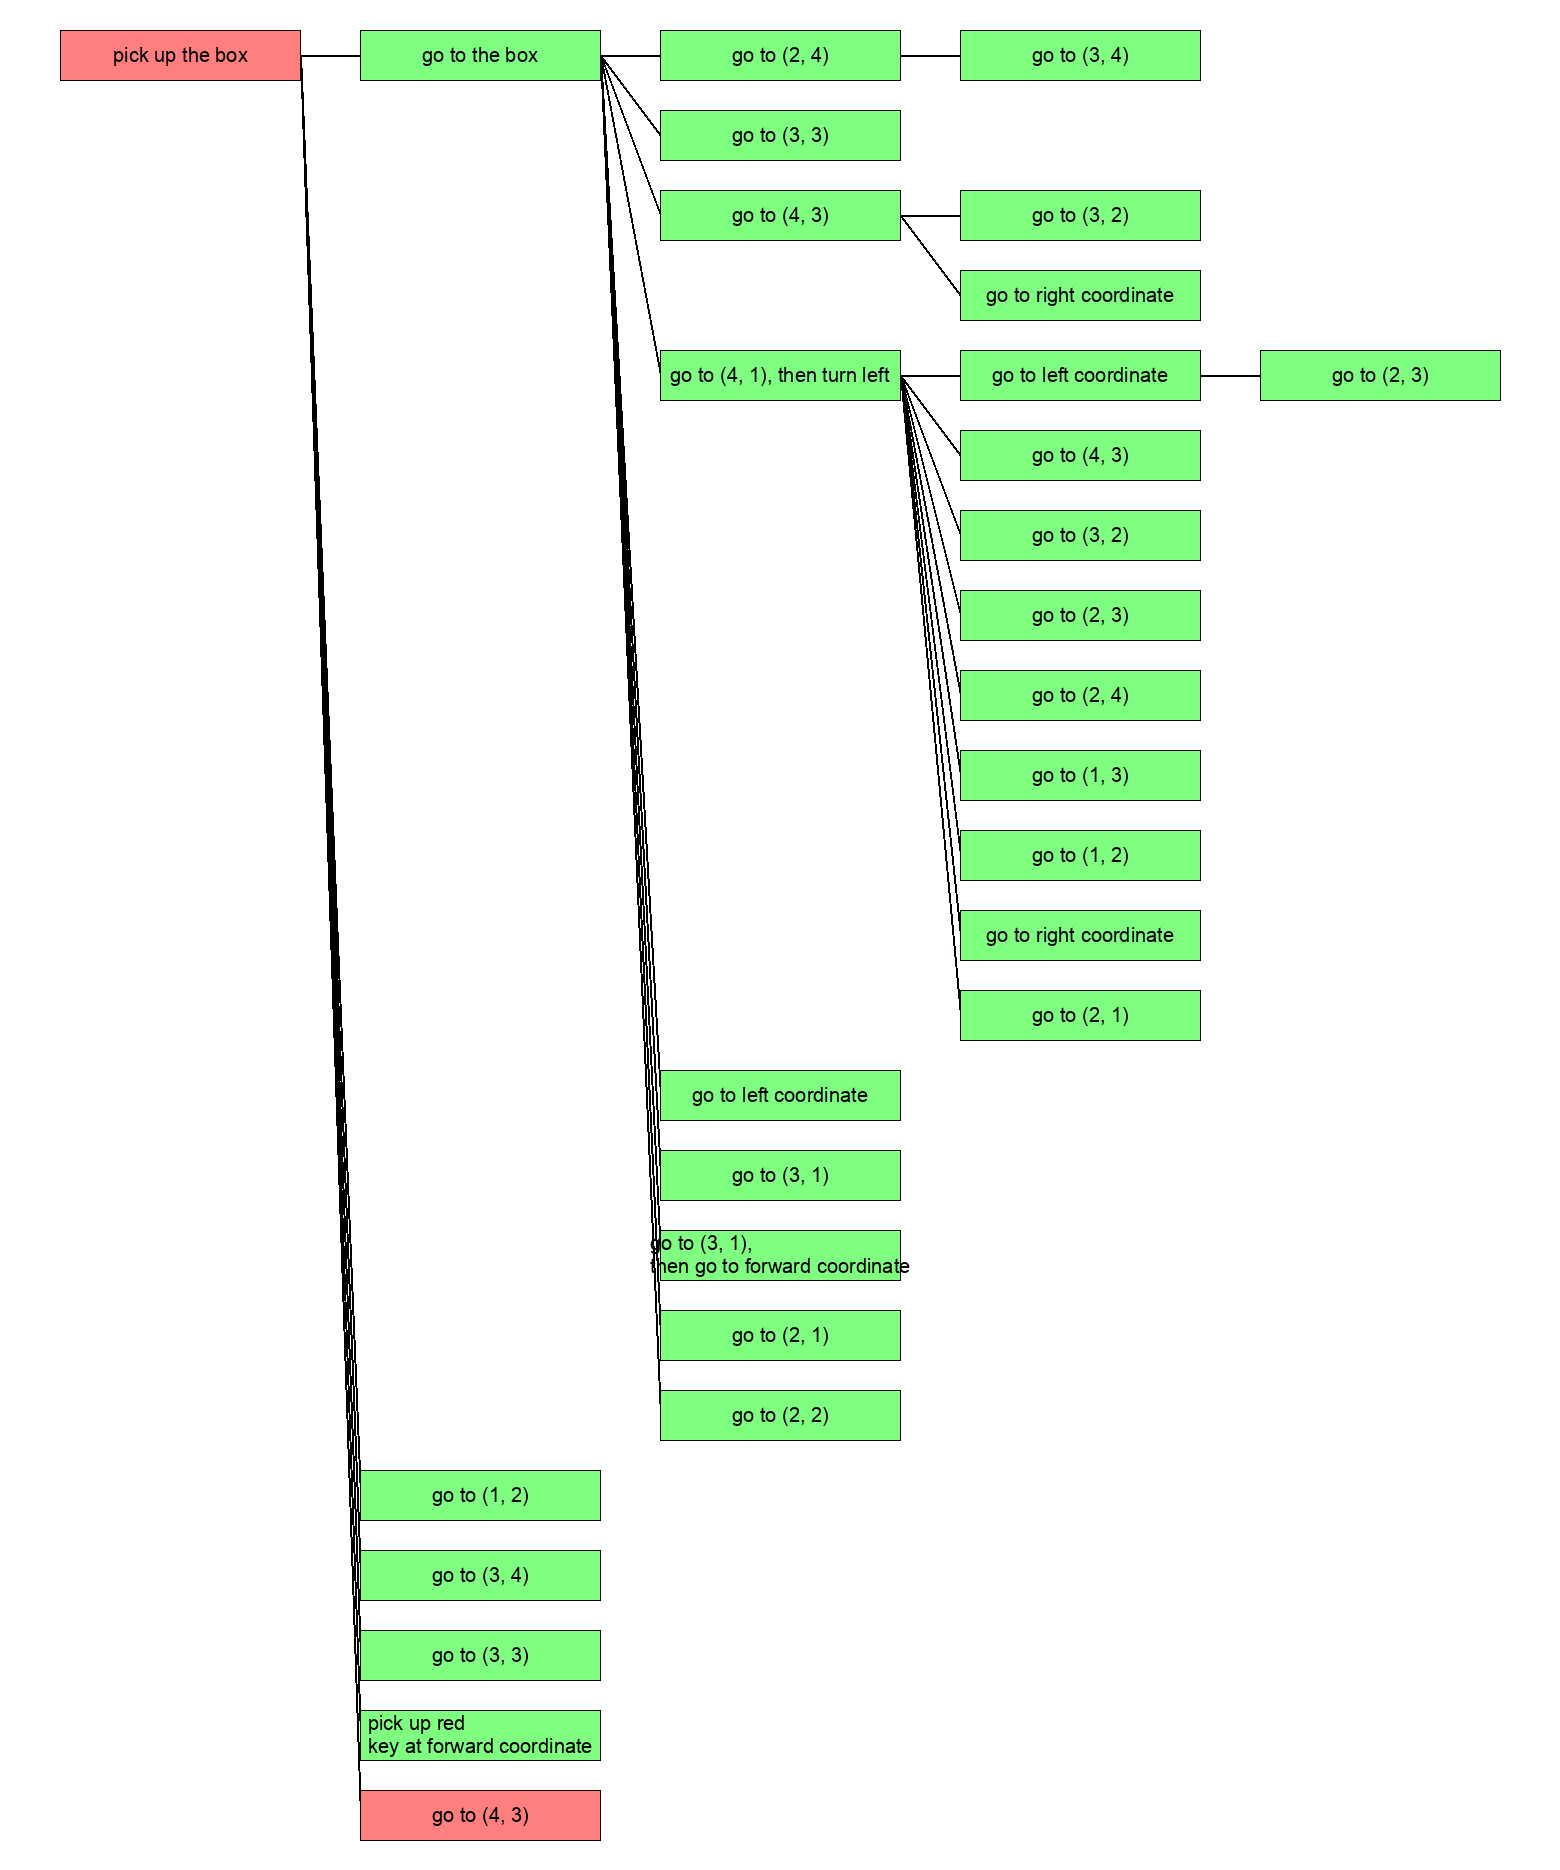 pick up the box
go to the box
go to (2, 4)
go to (3, 4)
go to (3, 3)
go to (4, 3)
go to (3, 2)
go to right coordinate
go to (4, 1), then turn left
go to left coordinate
go to (2, 3)
go to (4, 3)
go to (3, 2)
go to (2, 3)
go to (2, 4)
go to (1, 3)
go to (1, 2)
go to right coordinate
go to (2, 1)
go to left coordinate
go to (3, 1)
go to (3, 1),
then go to forward coordinate
go to (2, 1)
go to (2, 2)
go to (1, 2)
go to (3, 4)
go to (3, 3)
pick up red
key at forward coordinate
go to (4, 3)